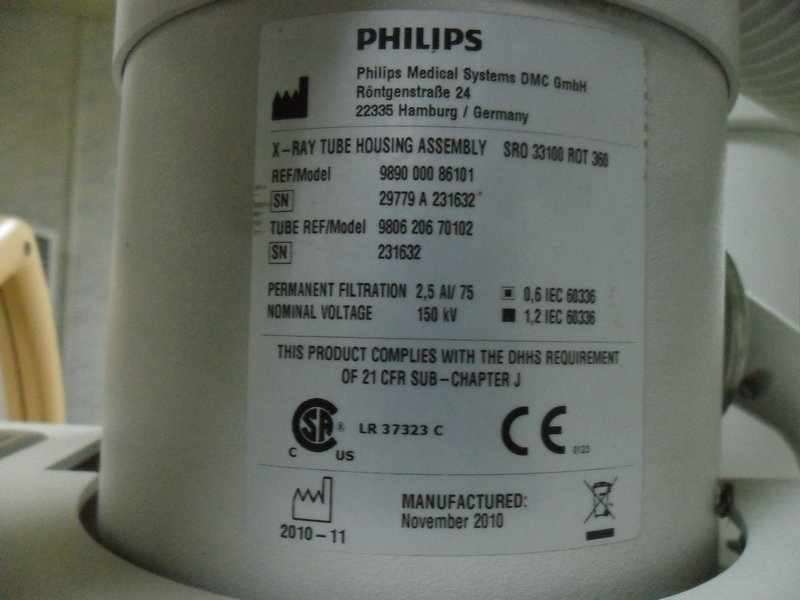 PHILIPS
Philips Medical Systems DMC GmbH
Röntgenstraße 24
22335 Hamburg / Germany
X-RAY TUBE HOUSING ASSEMBLY SRO 33100 ROT 360
REF/Model 9890 000 86101
SN 29779 A 231632*
TUBE REF/Model 9806 206 70102
SN 231632
PERMANENT FILTRATION 2,5 Al/ 75 0,6 IEC 60336
NOMINAL VOLTAGE 150 kV 1,2 IEC 60336
THIS PRODUCT COMPLIES WITH THE DHHS REQUIREMENT
OF 21 CFR SUB-CHAPTER J
C SA ® US LR 37323 C CE 0123
MANUFACTURED:
2010-11 November 2010